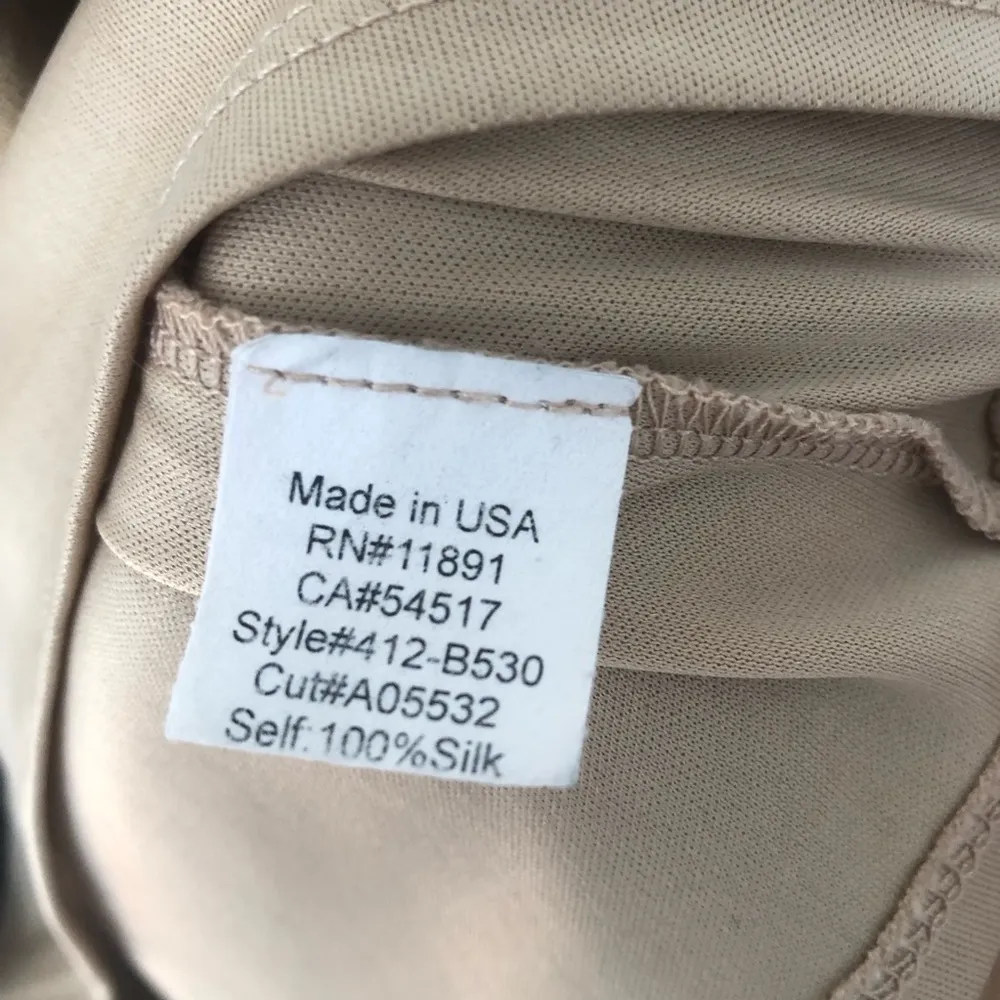 Made in USA
RN#11891
CA#54517
Style#412-B530
Cut#A05532
Self:100%Silk